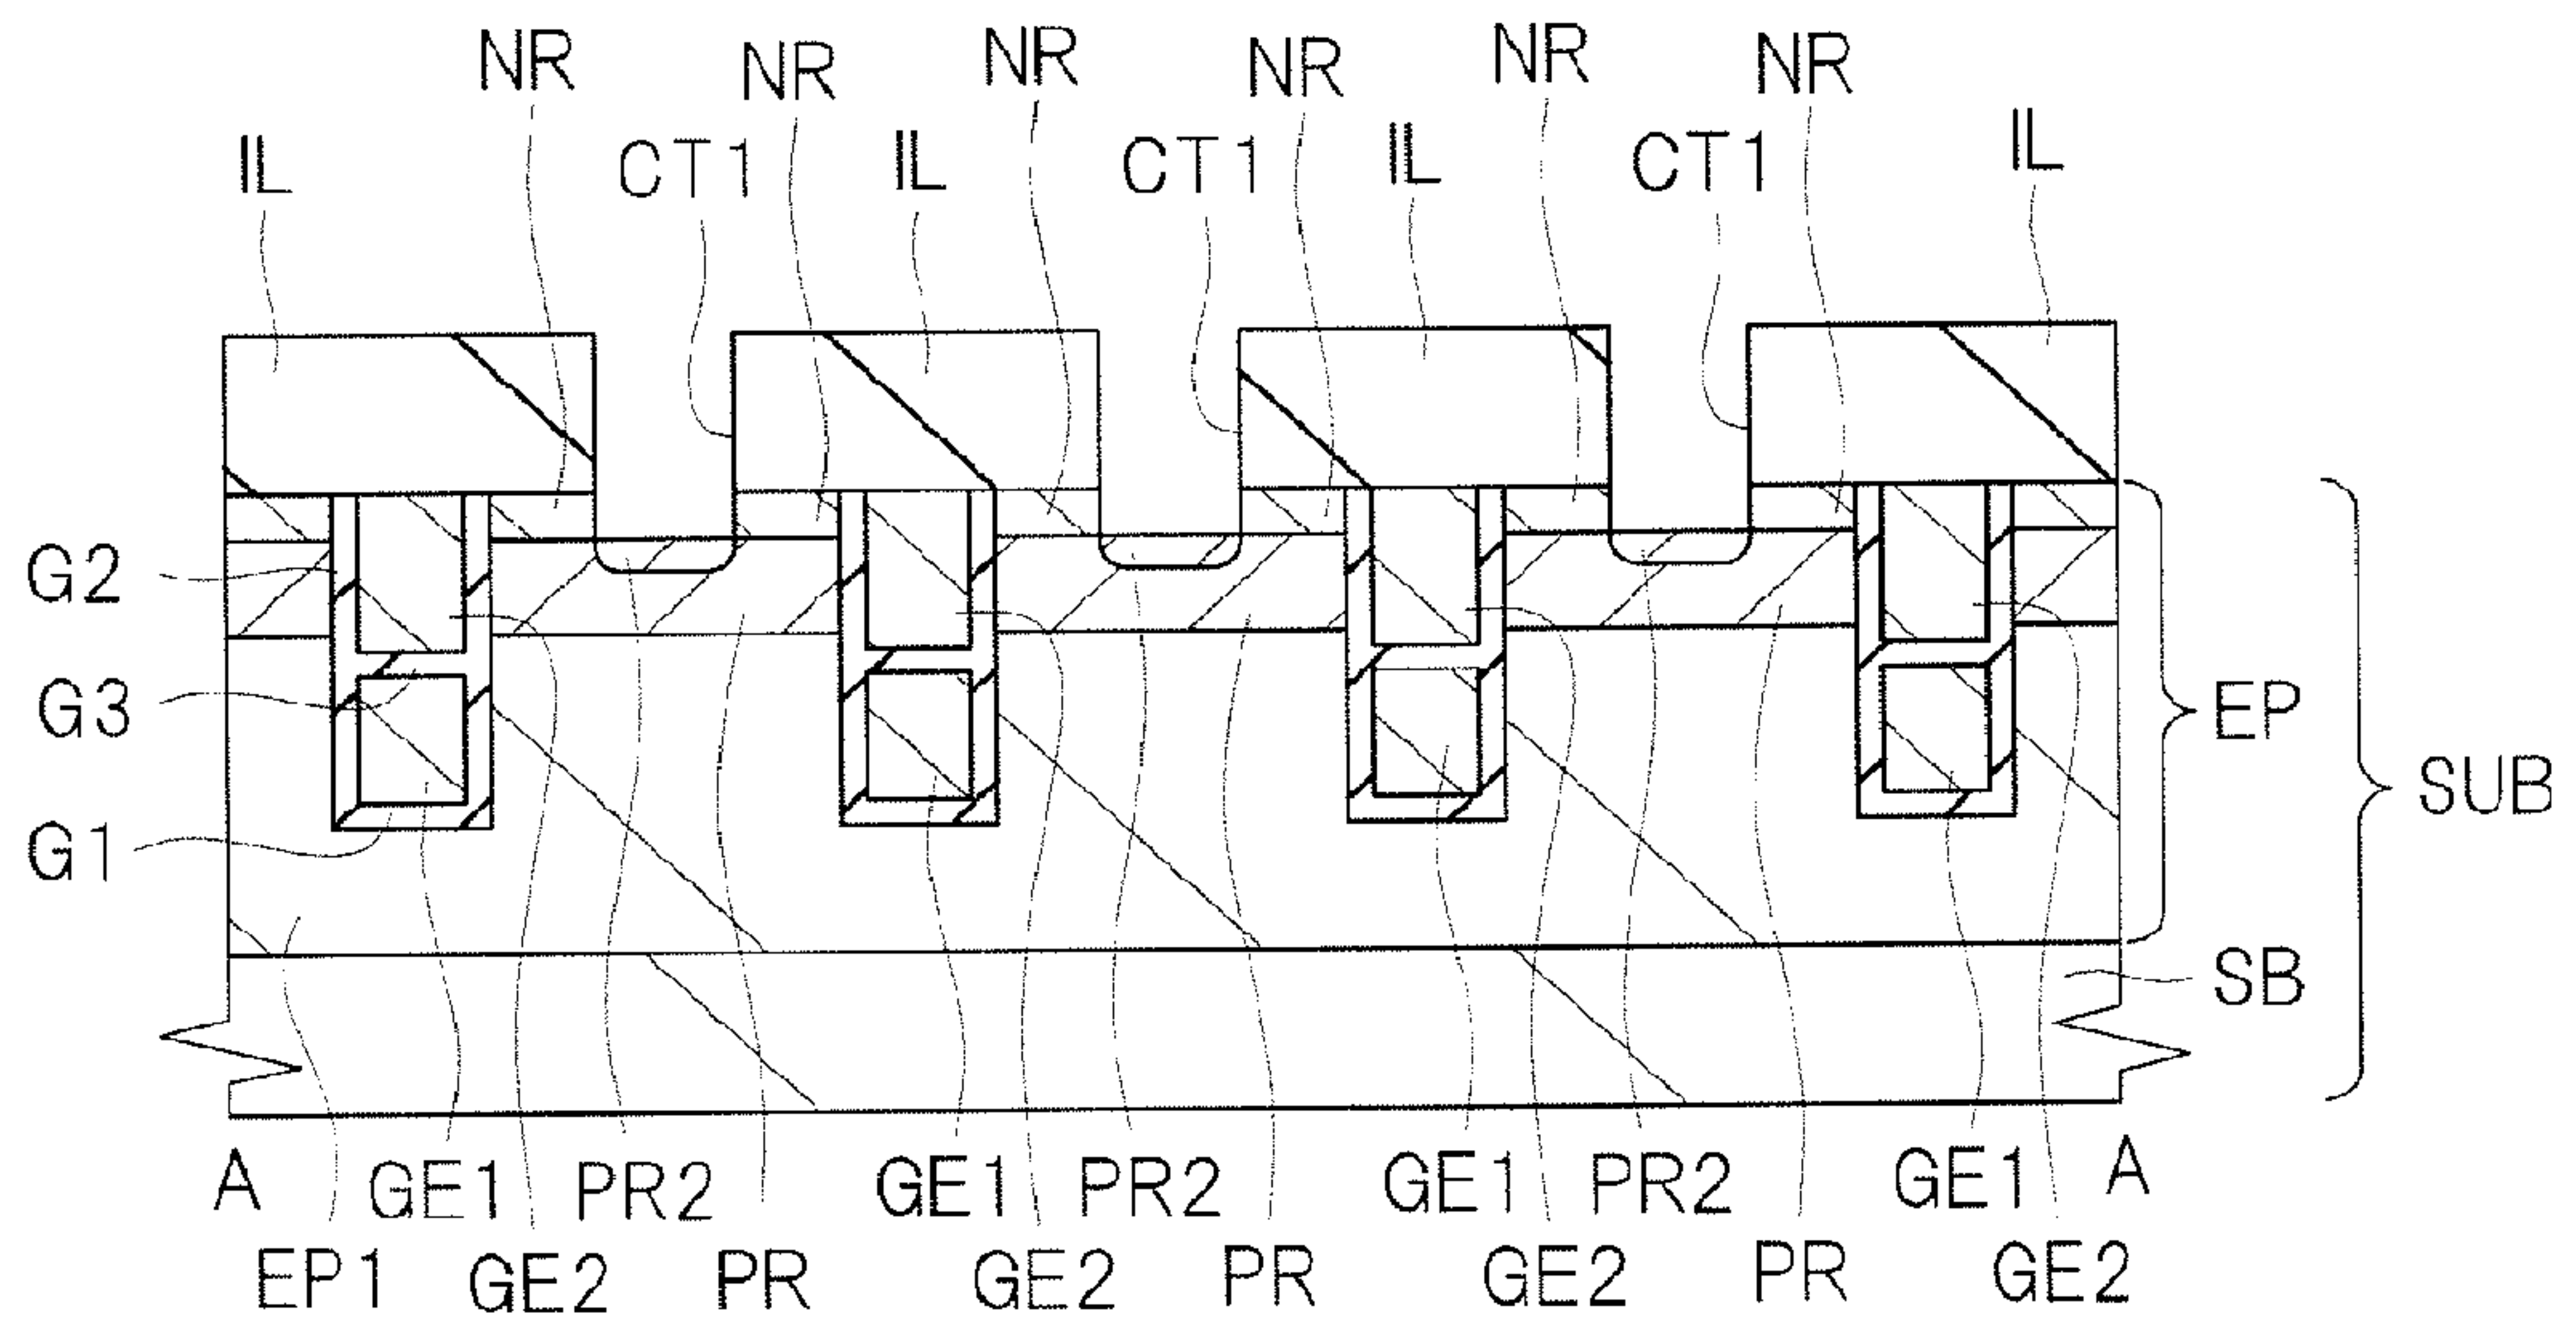 NR NR NR NR NR NR
IL CT1 IL CT1 IL CT1 IL
G2
G3
EP
SUB
G1
SB
A GE1 PR2 GE1 PR2 GE1 PR2 GE1 A
EP1 GE2 PR GE2 PR GE2 PR GE2